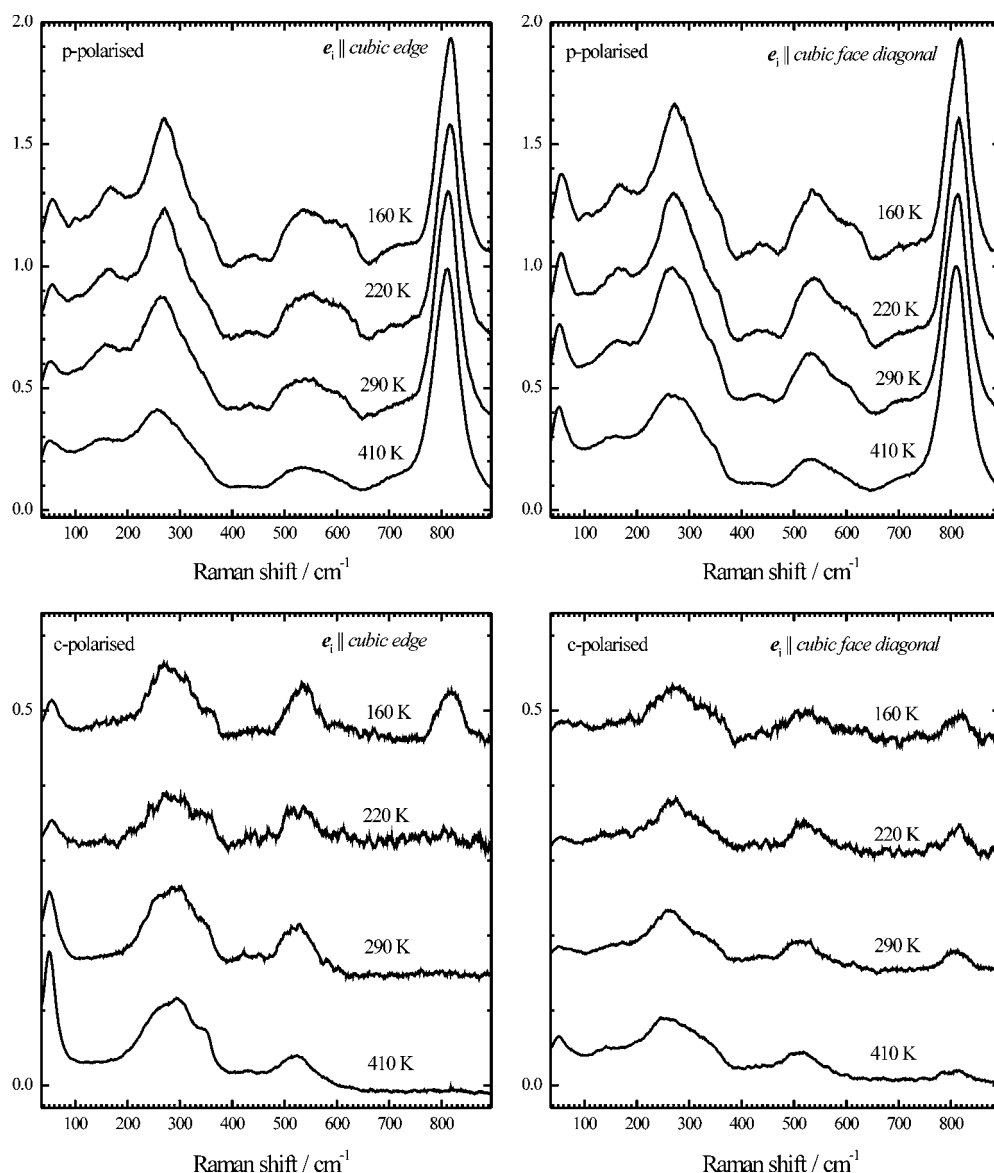 2.0
p-polarised
e_i || cubic edge
1.5
160 K
1.0
220 K
290 K
0.5
410 K
0.0
100 200 300 400 500 600 700 800
Raman shift / cm⁻¹
2.0
p-polarised
e_i || cubic face diagonal
1.5
160 K
1.0
220 K
290 K
0.5
410 K
0.0
100 200 300 400 500 600 700 800
Raman shift / cm⁻¹
c-polarised
e_i || cubic edge
0.5
160 K
220 K
290 K
410 K
0.0
100 200 300 400 500 600 700 800
Raman shift / cm⁻¹
c-polarised
e_i || cubic face diagonal
0.5
160 K
220 K
290 K
410 K
0.0
100 200 300 400 500 600 700 800
Raman shift / cm⁻¹